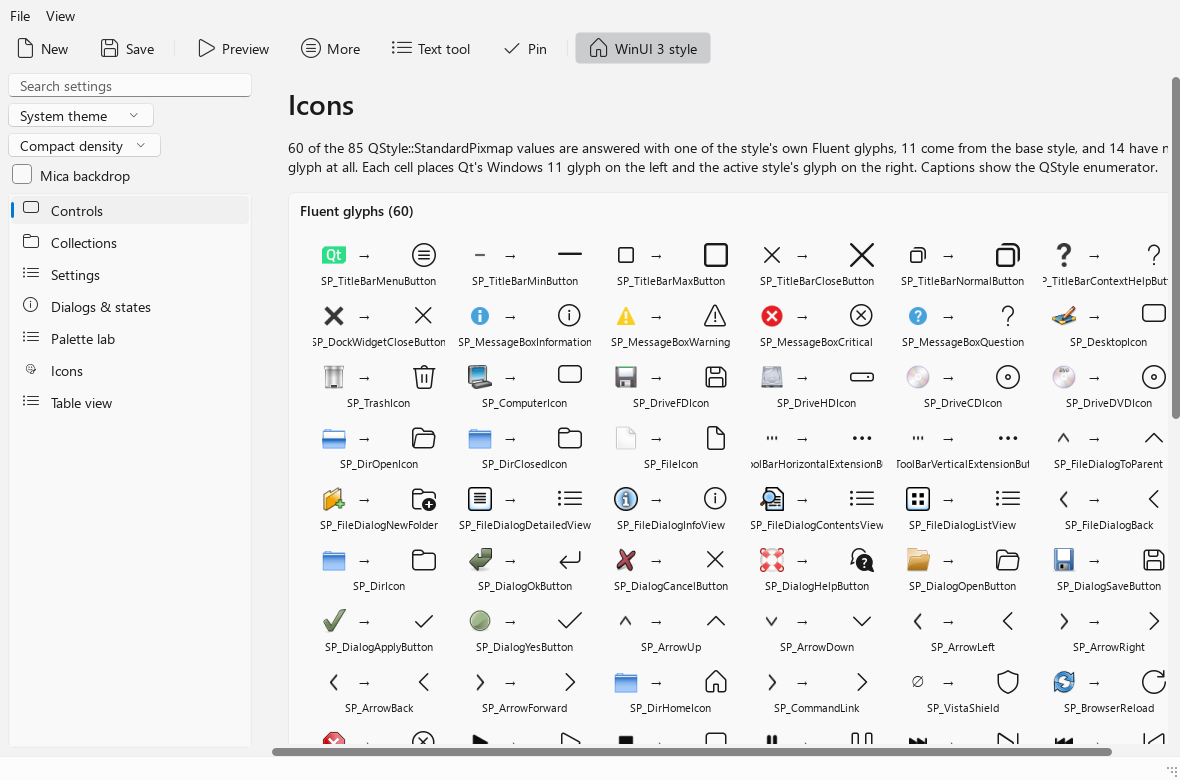 File View
New Save Preview More Text tool Pin WinUI 3 style
Search settings
System theme
Compact density
Mica backdrop
Controls
Collections
Settings
Dialogs & states
Palette lab
Icons
Table view
Icons
60 of the 85 QStyle::StandardPixmap values are answered with one of the style's own Fluent glyphs, 11 come from the base style, and 14 have
glyph at all. Each cell places Qt's Windows 11 glyph on the left and the active style's glyph on the right. Captions show the QStyle enumerator.
Fluent glyphs (60)
Qt
SP_TitleBarMenuButton SP_TitleBarMinButton SP_TitleBarMaxButton SP_TitleBarCloseButton SP_TitleBarNormalButton P_TitleBarContextHelpBut
SP_DockWidgetCloseButton SP_MessageBoxInformation SP_MessageBoxWarning SP_MessageBoxCritical SP_MessageBoxQuestion SP_DesktopIcon
SP_TrashIcon SP_ComputerIcon SP_DriveFDIcon SP_DriveHDIcon SP_DriveCDIcon SP_DriveDVDIcon
SP_DirOpenIcon SP_DirClosedIcon SP_FileIcon oolBarHorizontalExtensionB ToolBarVerticalExtensionBut SP_FileDialogToParent
SP_FileDialogNewFolder SP_FileDialogDetailedView SP_FileDialogInfoView SP_FileDialogContentsView SP_FileDialogListView SP_FileDialogBack
SP_DirIcon SP_DialogOkButton SP_DialogCancelButton SP_DialogHelpButton SP_DialogOpenButton SP_DialogSaveButton
SP_DialogApplyButton SP_DialogYesButton SP_ArrowUp SP_ArrowDown SP_ArrowLeft SP_ArrowRight
SP_ArrowBack SP_ArrowForward SP_DirHomeIcon SP_CommandLink SP_VistaShield SP_BrowserReload